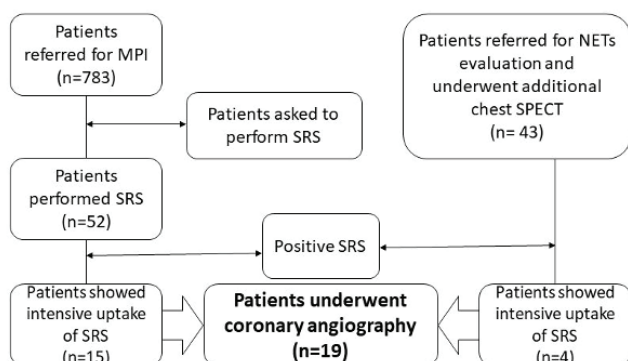 Patients
referred for MPI
(n=783)
Patients referred for NETs
evaluation and
underwent additional
chest SPECT
(n= 43)
Patients asked to
perform SRS
Patients
performed SRS
(n=52)
Positive SRS
Patients showed
intensive uptake
of SRS
(n=15)
Patients underwent
coronary angiography
(n=19)
Patients showed
intensive uptake
of SRS
(n=4)